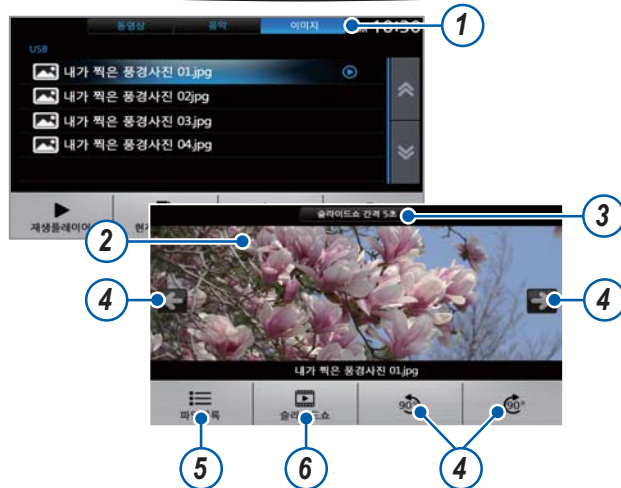 동영상 음악 이미지
1
USB
내가 찍은 풍경사진 01.jpg
내가 찍은 풍경사진 02jpg
내가 찍은 풍경사진 03.jpg
내가 찍은 풍경사진 04.jpg
재생플레이어
슬라이드쇼 간격 5초
3
2
4
4
내가 찍은 풍경사진 01.jpg
90° 90°
5
6
4